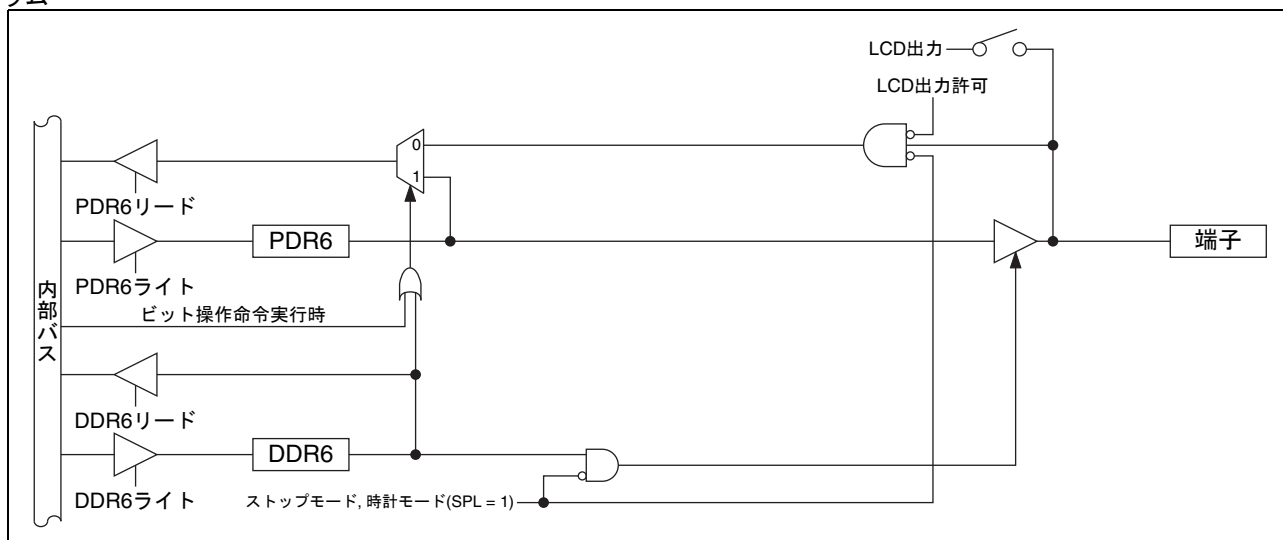 LCD出力
LCD出力許可
0
1
PDR6リード
PDR6
端子
PDR6ライト
内部バス
ビット操作命令実行時
DDR6リード
DDR6
DDR6ライト
ストップモード, 時計モード(SPL = 1)